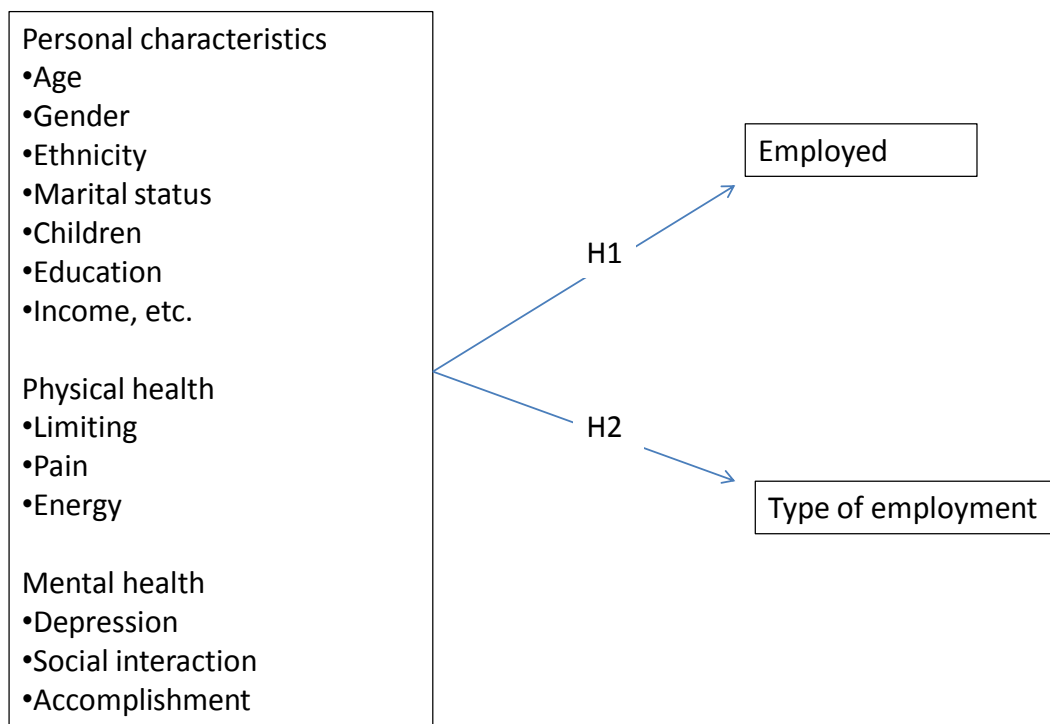 Personal characteristics
•Age
•Gender
•Ethnicity
•Marital status
•Children
•Education
•Income, etc.
Physical health
•Limiting
•Pain
•Energy
Mental health
•Depression
•Social interaction
•Accomplishment
H1
H2
Employed
Type of employment